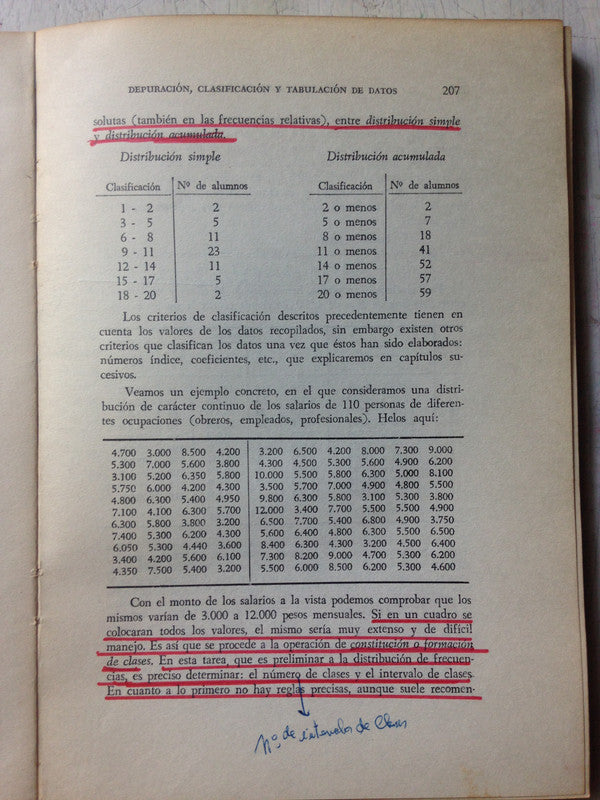 DEPURACIÓN, CLASIFICACIÓN Y TABULACIÓN DE DATOS 207
solutas (también en las frecuencias relativas), entre distribución simple
y distribución acumulada.
Distribución simple Distribución acumulada
Clasificación Nº de alumnos Clasificación Nº de alumnos
1 - 2 2 2 o menos 2
3 - 5 5 5 o menos 7
6 - 8 11 8 o menos 18
9 - 11 23 11 o menos 41
12 - 14 11 14 o menos 52
15 - 17 5 17 o menos 57
18 - 20 2 20 o menos 59
Los criterios de clasificación descritos precedentemente tienen en
cuenta los valores de los datos recopilados, sin embargo existen otros
criterios que clasifican los datos una vez que éstos han sido elaborados:
números índice, coeficientes, etc., que explicaremos en capítulos su-
cesivos.
Veamos un ejemplo concreto, en el que consideramos una distri-
bución de carácter continuo de los salarios de 110 personas de diferen-
tes ocupaciones (obreros, empleados, profesionales). Helos aquí:
4.700 3.000 8.500 4.200 3.200 6.500 4.200 8.000 7.300 9.000
5.300 7.000 5.600 3.800 4.300 4.500 5.300 5.600 4.900 6.200
3.100 5.200 6.350 5.800 10.000 5.500 5.800 6.300 5.000 8.100
5.750 6.000 4.200 4.300 3.500 5.700 7.000 4.900 4.800 5.500
4.800 6.300 5.400 4.950 9.800 6.300 5.800 3.100 5.300 3.800
7.100 4.100 6.300 5.700 12.000 3.400 7.700 5.500 5.500 4.900
6.300 5.800 3.800 3.200 6.500 7.700 5.400 6.800 4.900 3.750
7.400 5.300 6.200 4.300 5.600 6.400 4.800 6.300 5.500 6.500
6.050 5.300 4.440 3.600 8.400 6.300 4.300 3.200 4.500 6.400
3.400 4.200 5.600 6.100 7.300 8.200 9.000 4.700 5.300 6.200
4.350 7.500 5.400 3.200 5.500 6.000 8.500 6.200 5.300 4.600
Con el monto de los salarios a la vista podemos comprobar que los
mismos varían de 3.000 a 12.000 pesos mensuales. Si en un cuadro se
colocaran todos los valores, el mismo sería muy extenso y de difícil
manejo. Es así que se procede a la operación de constitución o formación
de clases. En esta tarea, que es preliminar a la distribución de frecuen-
cias, es preciso determinar: el número de clases y el intervalo de clases.
En cuanto a lo primero no hay reglas precisas, aunque suele recomen-
Nº de intervalos de Clases